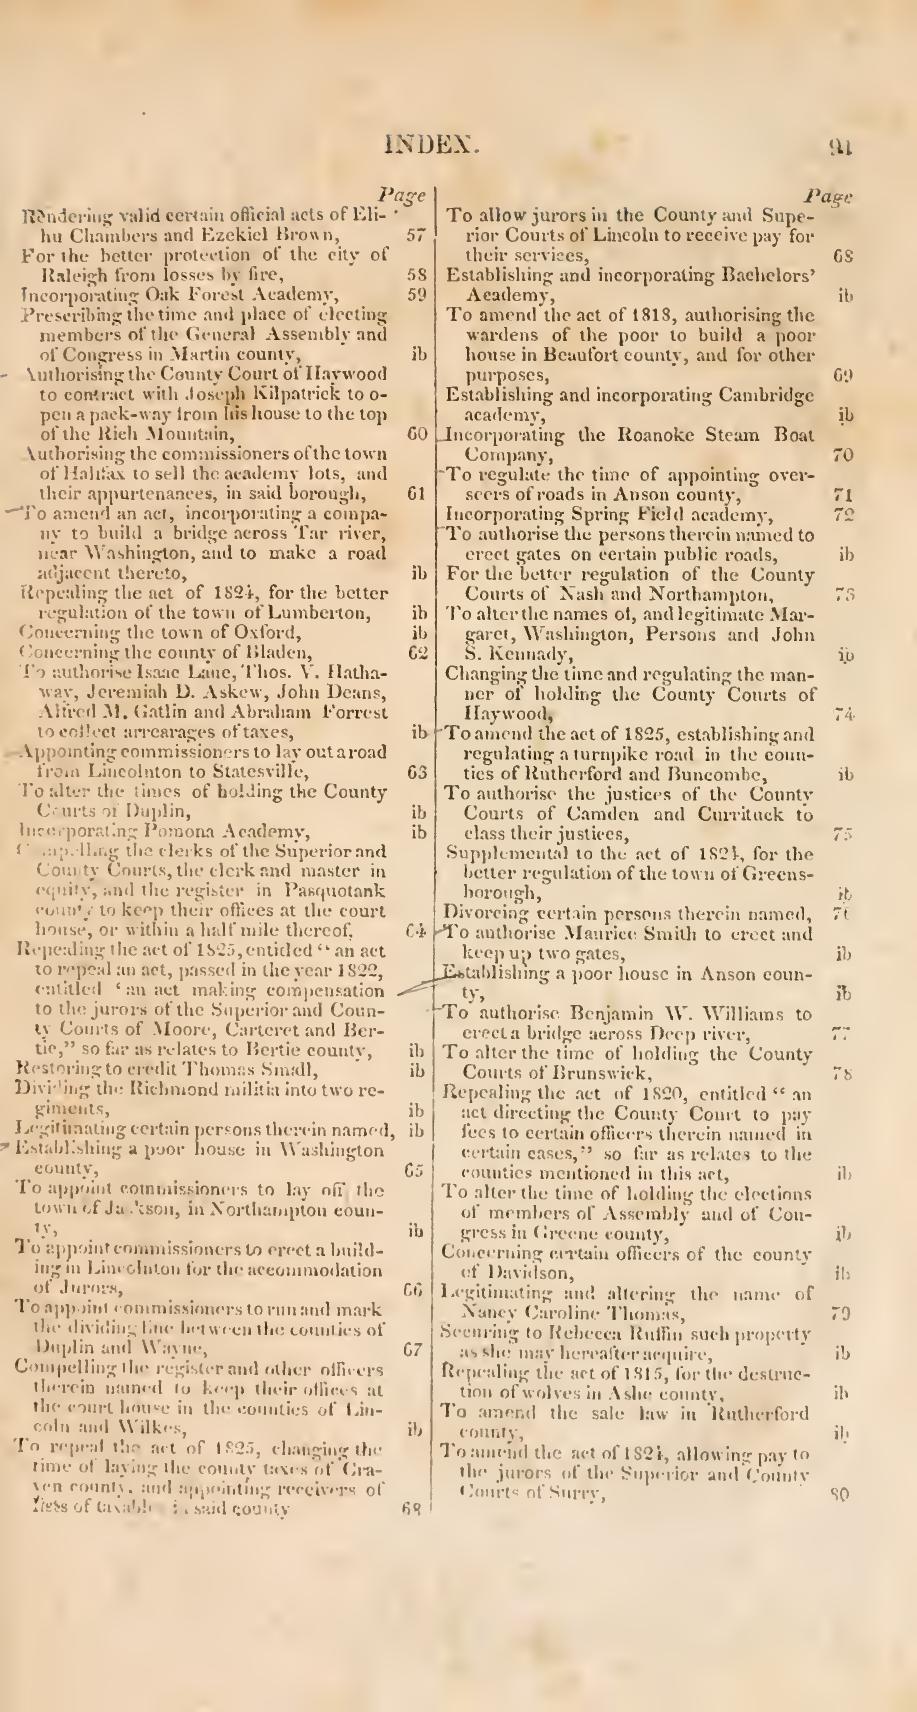 INDEX. 91
Page
Rendering valid certain official acts of Eli-
hu Chambers and Ezekiel Brown, 57
For the better protection of the city of
Raleigh from losses by fire, 58
Incorporating Oak Forest Academy, 59
Prescribing the time and place of electing
members of the General Assembly and
of Congress in Martin county, ib
Authorising the County Court of Haywood
to contract with Joseph Kilpatrick to o-
pen a pack-way from his house to the top
of the Rich Mountain, 60
Authorising the commissioners of the town
of Halifax to sell the academy lots, and
their appurtenances, in said borough, 61
To amend an act, incorporating a compa-
ny to build a bridge across Tar river,
near Washington, and to make a road
adjacent thereto, ib
Repealing the act of 1824, for the better
regulation of the town of Lumberton, ib
Concerning the town of Oxford, ib
Concerning the county of Bladen, 62
To authorise Isaac Lane, Thos. V. Hatha-
way, Jeremiah D. Askew, John Deans,
Alfred M. Gatlin and Abraham Forrest
to collect arrearages of taxes, ib
Appointing commissioners to lay out a road
from Lincolnton to Statesville, 63
To alter the times of holding the County
Courts of Duplin, ib
Incorporating Pomona Academy, ib
Compelling the clerks of the Superior and
County Courts, the clerk and master in
equity, and the register in Pasquotank
county to keep their offices at the court
house, or within a half mile thereof, 64
Repealing the act of 1825, entitled "an act
to repeal an act, passed in the year 1822,
entitled 'an act making compensation
to the jurors of the Superior and Coun-
ty Courts of Moore, Carteret and Ber-
tie," so far as relates to Bertie county, ib
Restoring to credit Thomas Small, ib
Dividing the Richmond militia into two re-
giments, ib
Legitimating certain persons therein named, ib
Establishing a poor house in Washington
county, 65
To appoint commissioners to lay off the
town of Jackson, in Northampton coun-
ty, ib
To appoint commissioners to erect a build-
ing in Lincolnton for the accommodation
of Jurors, 66
To appoint commissioners to run and mark
the dividing line between the counties of
Duplin and Wayne, 67
Compelling the register and other officers
therein named to keep their offices at
the court house in the counties of Lin-
coln and Wilkes, ib
To repeal the act of 1825, changing the
time of laying the county taxes of Cra-
ven county, and appointing receivers of
lists of taxables in said county 68
Page
To allow jurors in the County and Supe-
rior Courts of Lincoln to receive pay for
their services, 68
Establishing and incorporating Bachelors'
Academy, ib
To amend the act of 1818, authorising the
wardens of the poor to build a poor
house in Beaufort county, and for other
purposes, 69
Establishing and incorporating Cambridge
academy, ib
Incorporating the Roanoke Steam Boat
Company, 70
To regulate the time of appointing over-
seers of roads in Anson county, 71
Incorporating Spring Field academy, 72
To authorise the persons therein named to
erect gates on certain public roads, ib
For the better regulation of the County
Courts of Nash and Northampton, 73
To alter the names of, and legitimate Mar-
garet, Washington, Persons and John
S. Kennady, ib
Changing the time and regulating the man-
ner of holding the County Courts of
Haywood, 74
To amend the act of 1825, establishing and
regulating a turnpike road in the coun-
ties of Rutherford and Buncombe, ib
To authorise the justices of the County
Courts of Camden and Currituck to
class their justices, 75
Supplemental to the act of 1824, for the
better regulation of the town of Greens-
borough, ib
Divorcing certain persons therein named, 76
To authorise Maurice Smith to erect and
keep up two gates, ib
Establishing a poor house in Anson coun-
ty, ib
To authorise Benjamin W. Williams to
erect a bridge across Deep river, 77
To alter the time of holding the County
Courts of Brunswick, 78
Repealing the act of 1820, entitled "an
act directing the County Court to pay
fees to certain officers therein named in
certain cases," so far as relates to the
counties mentioned in this act, ib
To alter the time of holding the elections
of members of Assembly and of Con-
gress in Greene county, ib
Concerning certain officers of the county
of Davidson, ib
Legitimating and altering the name of
Nancy Caroline Thomas, 79
Securing to Rebecca Ruffin such property
as she may hereafter acquire, ib
Repealing the act of 1815, for the destruc-
tion of wolves in Ashe county, ib
To amend the sale law in Rutherford
county, ib
To amend the act of 1824, allowing pay to
the jurors of the Superior and County
Courts of Surry, 80